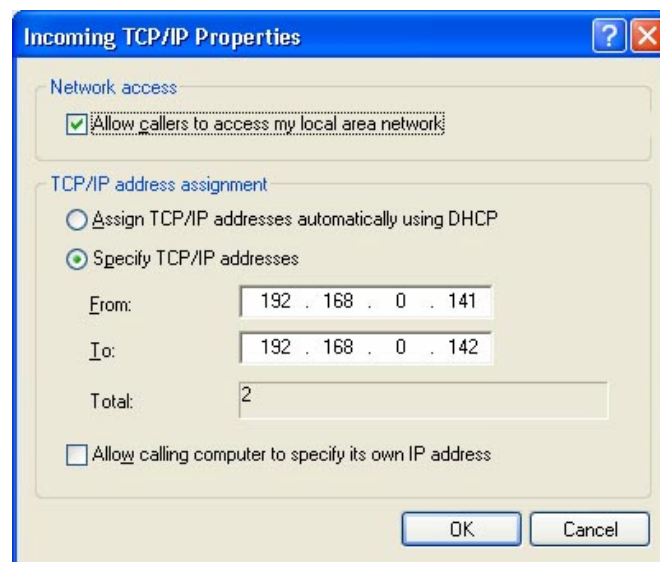 Incoming TCP/IP Properties
?
Network access
Allow callers to access my local area network
TCP/IP address assignment
Assign TCP/IP addresses automatically using DHCP
Specify TCP/IP addresses
From: 192 . 168 . 0 . 141
To: 192 . 168 . 0 . 142
Total: 2
Allow calling computer to specify its own IP address
OK Cancel